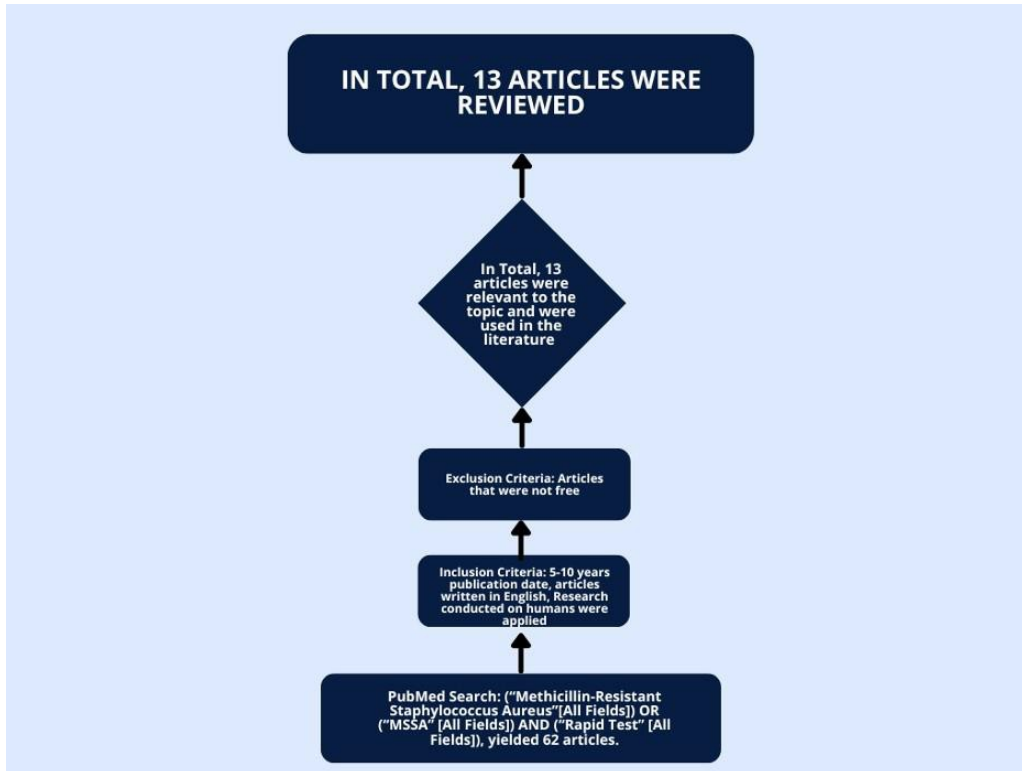 IN TOTAL, 13 ARTICLES WERE
REVIEWED
In Total, 13
articles were
relevant to the
topic and were
used in the
literature
Exclusion Criteria: Articles
that were not free
Inclusion Criteria: 5-10 years
publication date, articles
written in English, Research
conducted on humans were
applied
PubMed Search: (“Methicillin-Resistant
Staphylococcus Aureus”[All Fields]) OR
(“MSSA” [All Fields]) AND (“Rapid Test” [All
Fields]), yielded 62 articles.